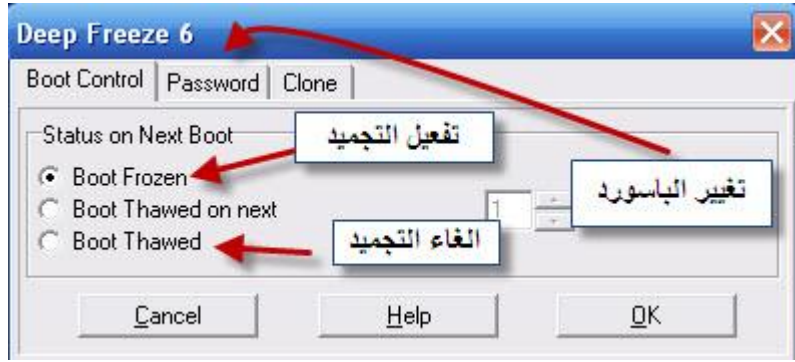 Deep Freeze 6
Boot Control Password Clone
Status on Next Boot
تفعيل التجميد
Boot Frozen
تغيير الباسورد
Boot Thawed on next
1
Boot Thawed
الغاء التجميد
Cancel Help OK